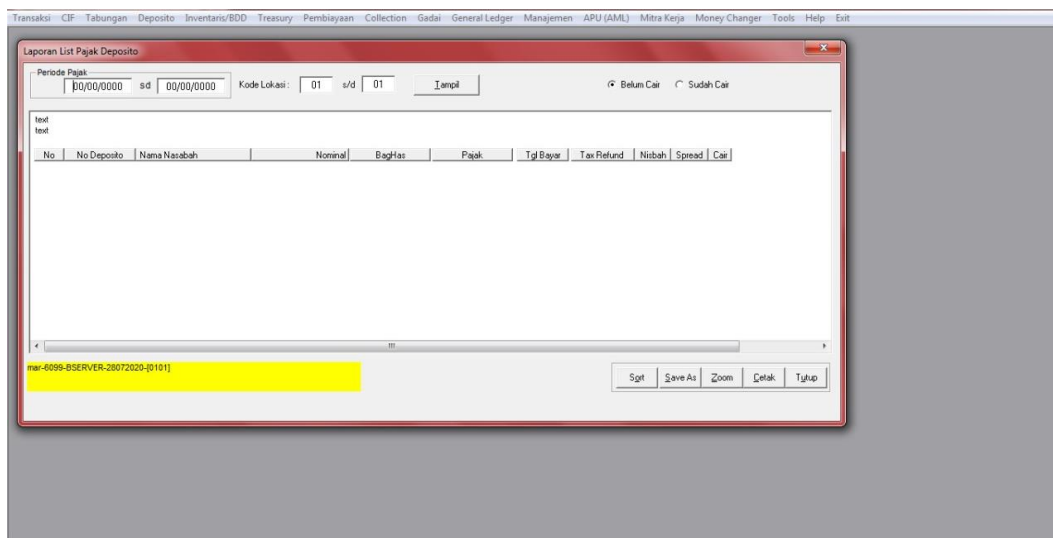 Transaksi CIF Tabungan Deposito Inventaris/BDD Treasury Pembiayaan Collection Gadai General Ledger Manajemen APU (AML) Mitra Kerja Money Changer Tools Help Exit
Laporan List Pajak Deposito
Periode Pajak
00/00/0000 sd 00/00/0000 Kode Lokasi : 01 s/d 01 Tampil Belum Cair Sudah Cair
text
text
No No Deposito Nama Nasabah Nominal BagHas Pajak Tgl Bayar Tax Refund Nisbah Spread Cair
mar-6099-BSERVER-28072020-[0101]
Sort Save As Zoom Cetak Tutup